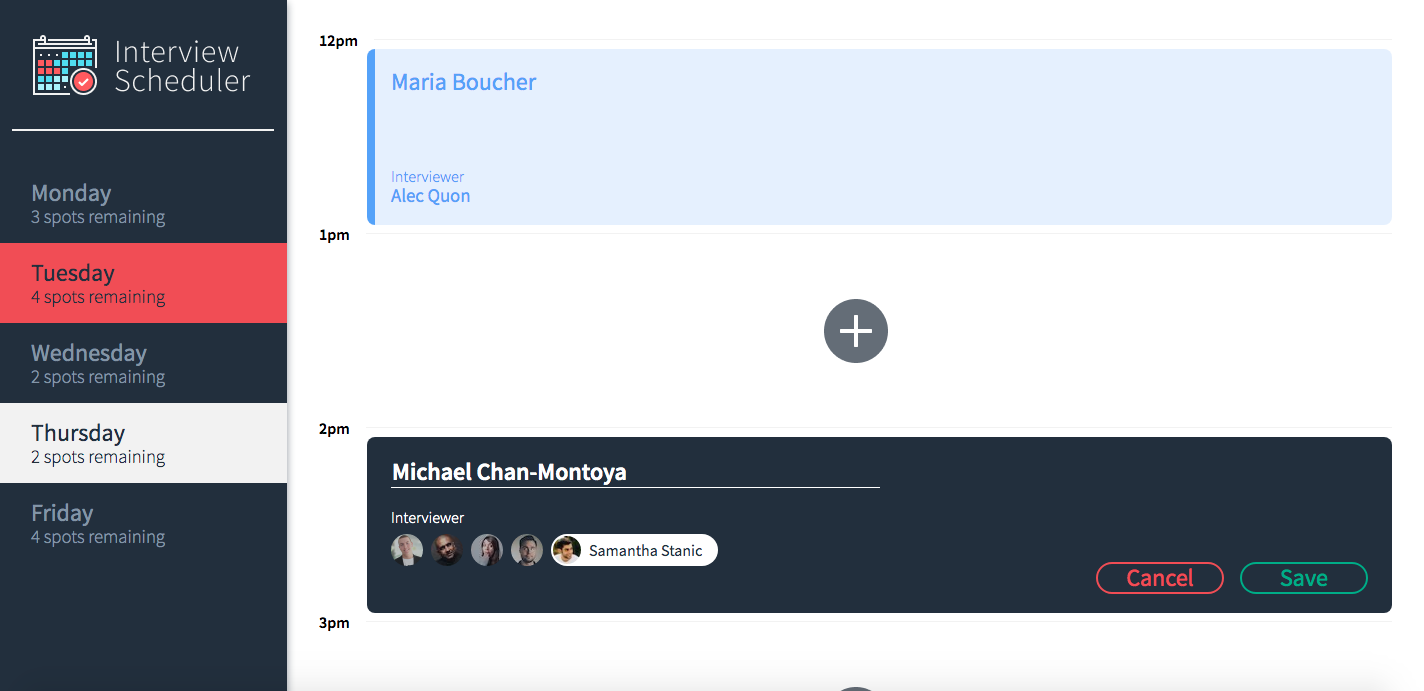 Interview
Scheduler
Monday
3 spots remaining
Tuesday
4 spots remaining
Wednesday
2 spots remaining
Thursday
2 spots remaining
Friday
4 spots remaining
12pm
Maria Boucher
Interviewer
Alec Quon
1pm
2pm
Michael Chan-Montoya
Interviewer
Samantha Stanic
Cancel
Save
3pm